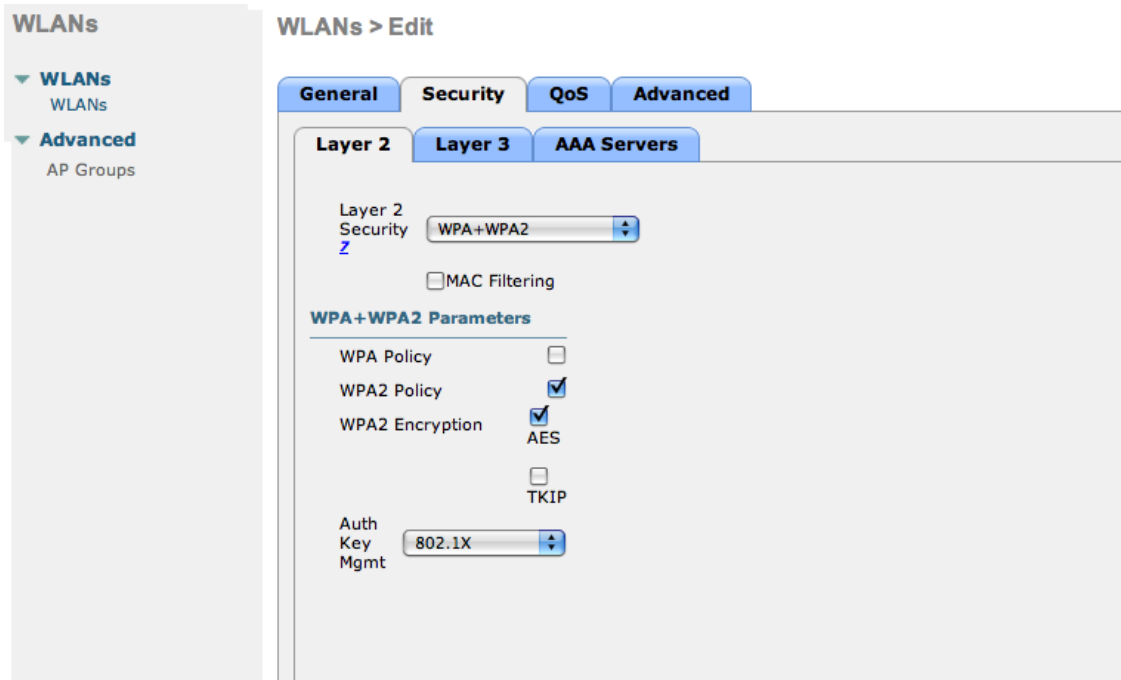 WLANs
WLANs
WLANs
Advanced
AP Groups
WLANs > Edit
General Security QoS Advanced
Layer 2 Layer 3 AAA Servers
Layer 2
Security
7
WPA+WPA2
MAC Filtering
WPA+WPA2 Parameters
WPA Policy
WPA2 Policy
WPA2 Encryption
AES
TKIP
Auth
Key
Mgmt
802.1X